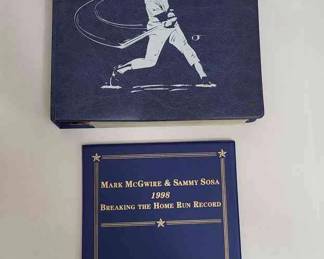 Mark McGwire & Sammy Sosa
1998
Breaking the Home Run Record